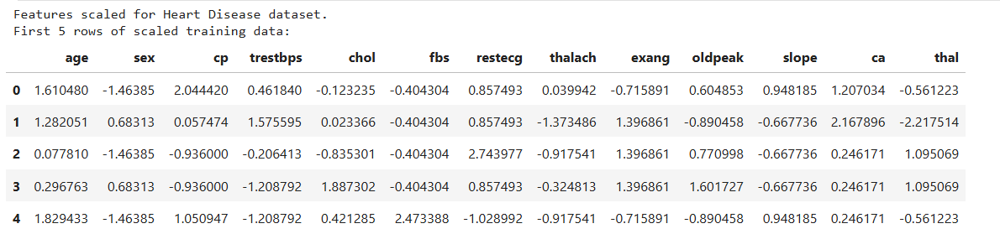 Features scaled for Heart Disease dataset.
First 5 rows of scaled training data:
age sex cp trestbps chol fbs restecg thalach exang oldpeak slope ca thal
0 1.610480 -1.46385 2.044420 0.461840 -0.123235 -0.404304 0.857493 0.039942 -0.715891 0.604853 0.948185 1.207034 -0.561223
1 1.282051 0.68313 0.057474 1.575595 0.023366 -0.404304 0.857493 -1.373486 1.396861 -0.890458 -0.667736 2.167896 -2.217514
2 0.077810 -1.46385 -0.936000 -0.206413 -0.835301 -0.404304 2.743977 -0.917541 1.396861 0.770998 -0.667736 0.246171 1.095069
3 0.296763 0.68313 -0.936000 -1.208792 1.887302 -0.404304 0.857493 -0.324813 1.396861 1.601727 -0.667736 0.246171 1.095069
4 1.829433 -1.46385 1.050947 -1.208792 0.421285 2.473388 -1.028992 -0.917541 -0.715891 -0.890458 0.948185 0.246171 -0.561223